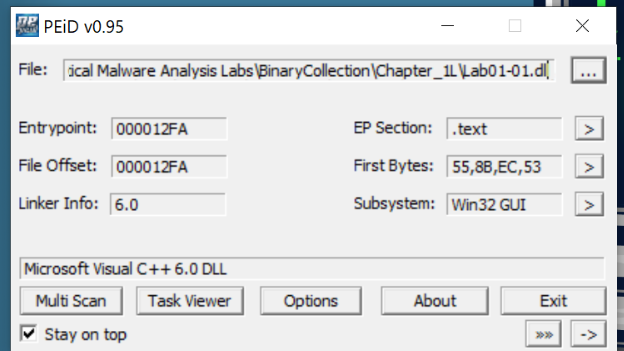 PEiD v0.95
File: ical Malware Analysis Labs\BinaryCollection\Chapter_1L\Lab01-01.dl ...
Entrypoint: 000012FA EP Section: .text >
File Offset: 000012FA First Bytes: 55,8B,EC,53 >
Linker Info: 6.0 Subsystem: Win32 GUI >
Microsoft Visual C++ 6.0 DLL
Multi Scan Task Viewer Options About Exit
Stay on top »» ->